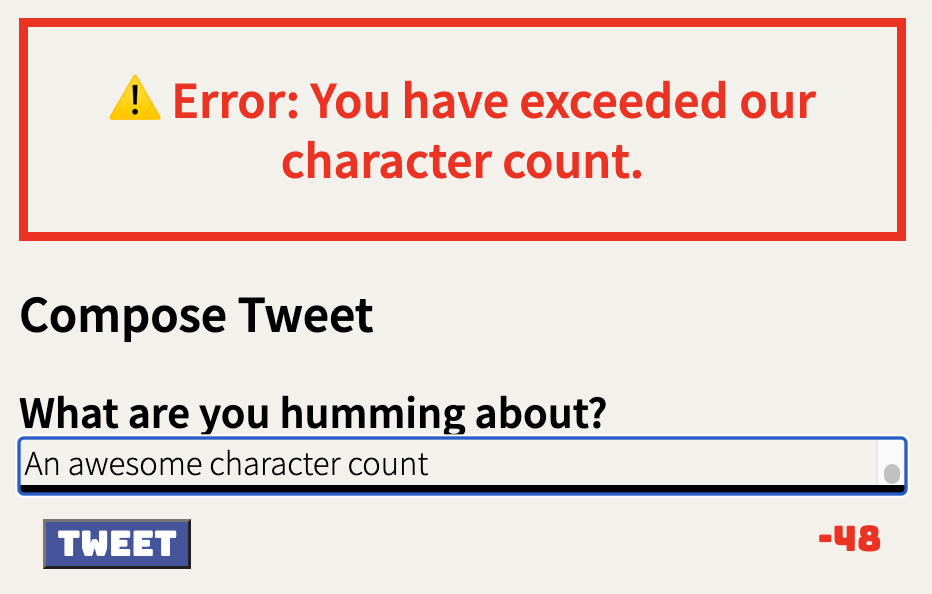 ⚠️ Error: You have exceeded our
character count.
Compose Tweet
What are you humming about?
An awesome character count
TWEET
-48